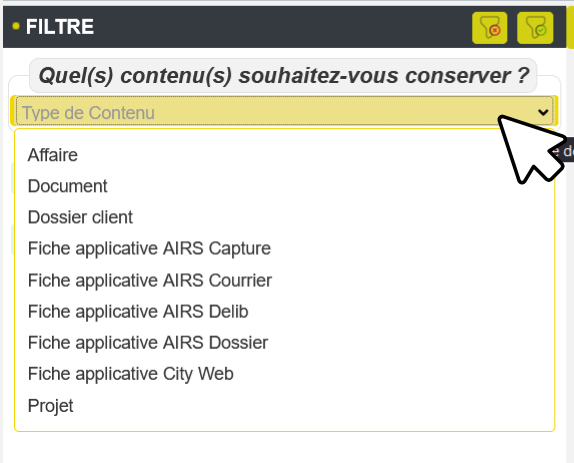 FILTRE
Quel(s) contenu(s) souhaitez-vous conserver ?
Type de Contenu
Affaire
Document
Dossier client
Fiche applicative AIRS Capture
Fiche applicative AIRS Courrier
Fiche applicative AIRS Delib
Fiche applicative AIRS Dossier
Fiche applicative City Web
Projet